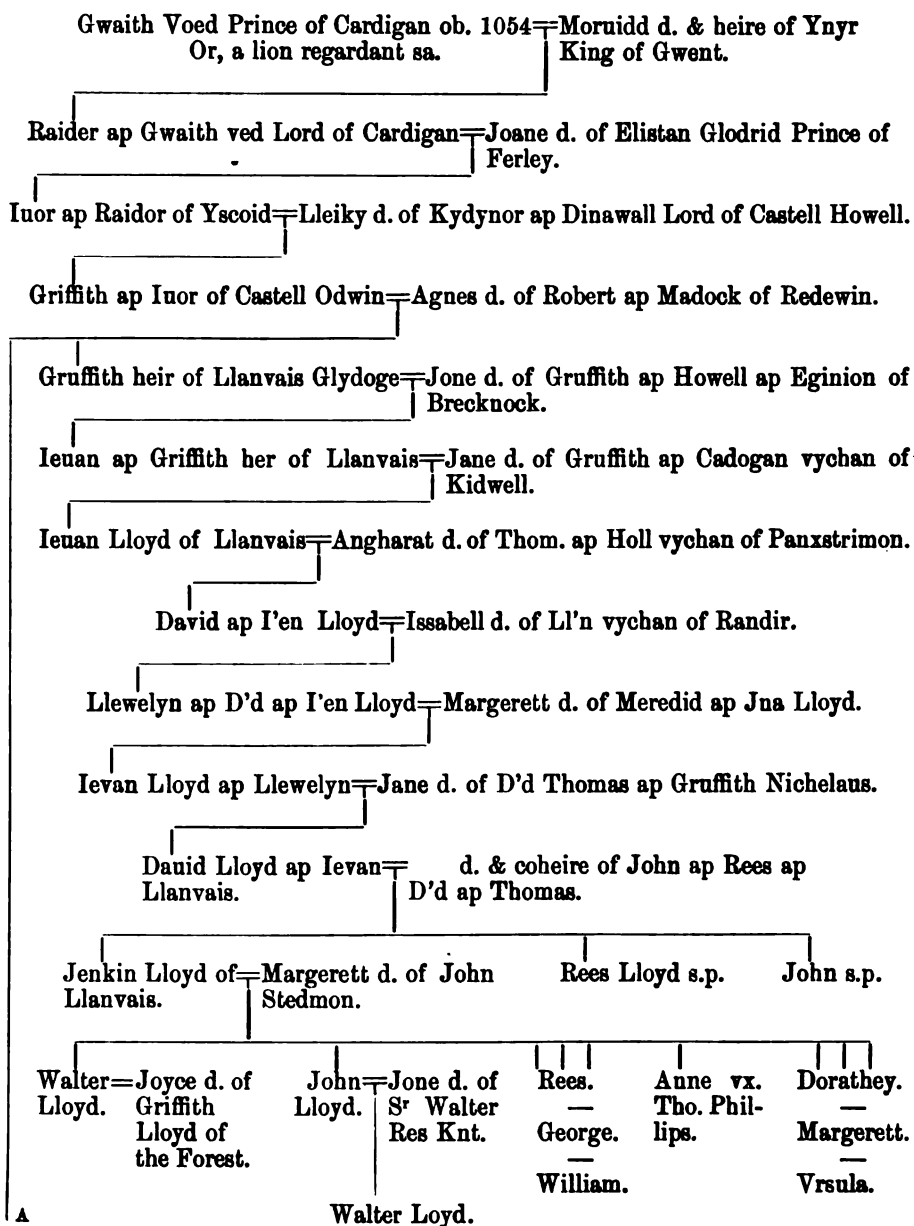 Gwaith Voed Prince of Cardigan ob. 1054=Moruidd d. & heire of Ynyr
Or, a lion regardant sa. King of Gwent.
Raider ap Gwaith ved Lord of Cardigan=Joane d. of Elistan Glodrid Prince of
Ferley.
Iuor ap Raidor of Yscoid=Lleiky d. of Kydynor ap Dinawall Lord of Castell Howell.
Griffith ap Iuor of Castell Odwin=Agnes d. of Robert ap Madock of Redewin.
Gruffith heir of Llanvais Glydoge=Jone d. of Gruffith ap Howell ap Eginion of
Brecknock.
Ieuan ap Griffith her of Llanvais=Jane d. of Gruffith ap Cadogan vychan of
Kidwell.
Ieuan Lloyd of Llanvais=Angharat d. of Thom. ap Holl vychan of Panxstrimon.
David ap I'en Lloyd=Issabell d. of Ll'n vychan of Randir.
Llewelyn ap D'd ap I'en Lloyd=Margerett d. of Meredid ap Jna Lloyd.
Ievan Lloyd ap Llewelyn=Jane d. of D'd Thomas ap Gruffith Nichelaus.
Dauid Lloyd ap Ievan= d. & coheire of John ap Rees ap
Llanvais. D'd ap Thomas.
Jenkin Lloyd of=Margerett d. of John Rees Lloyd s.p. John s.p.
Llanvais. Stedmon.
Walter=Joyce d. of John=Jone d. of Rees. Anne vx. Dorathey.
Lloyd. Griffith Lloyd. Sr Walter — Tho. Phil- —
Lloyd of Res Knt. George. lips. Margerett.
the Forest. — —
William. Vrsula.
A Walter Loyd.